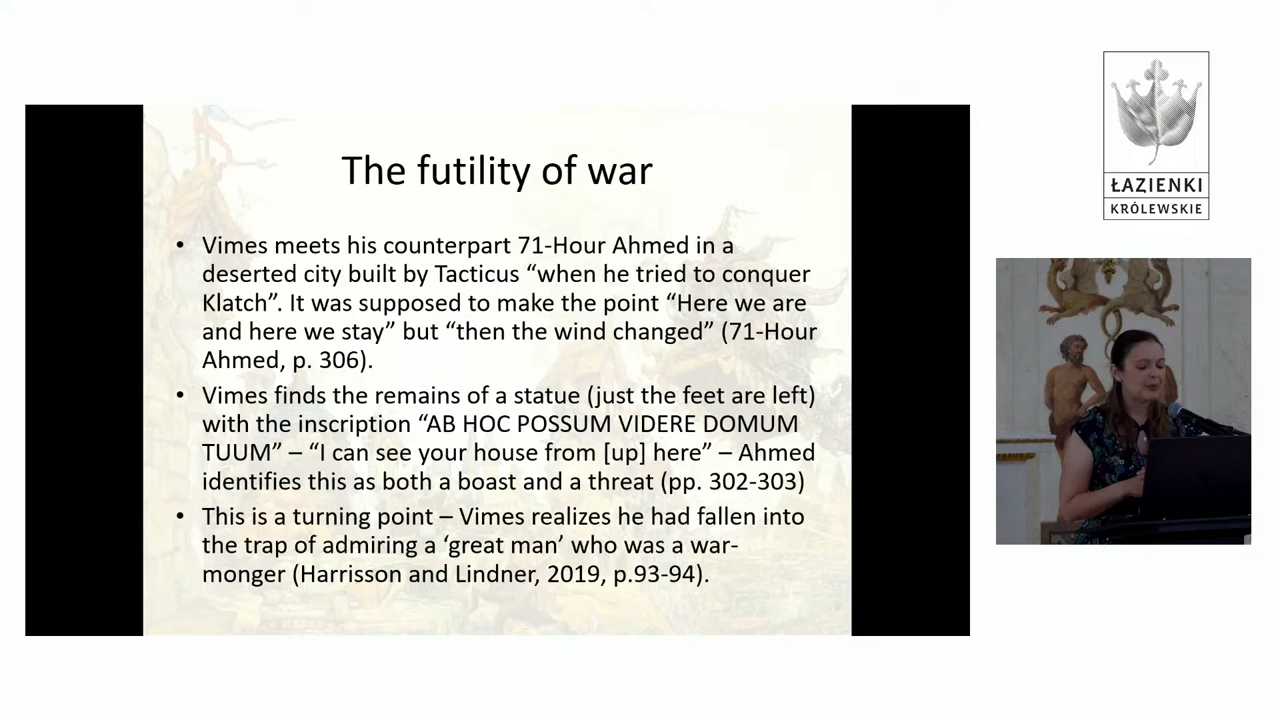 The futility of war
• Vimes meets his counterpart 71-Hour Ahmed in a
deserted city built by Tacticus “when he tried to conquer
Klatch”. It was supposed to make the point “Here we are
and here we stay” but “then the wind changed” (71-Hour
Ahmed, p. 306).
• Vimes finds the remains of a statue (just the feet are left)
with the inscription “AB HOC POSSUM VIDERE DOMUM
TUUM” – “I can see your house from [up] here” – Ahmed
identifies this as both a boast and a threat (pp. 302-303)
• This is a turning point – Vimes realizes he had fallen into
the trap of admiring a ‘great man’ who was a war-
monger (Harrisson and Lindner, 2019, p.93-94).
ŁAZIENKI
KRÓLEWSKIE